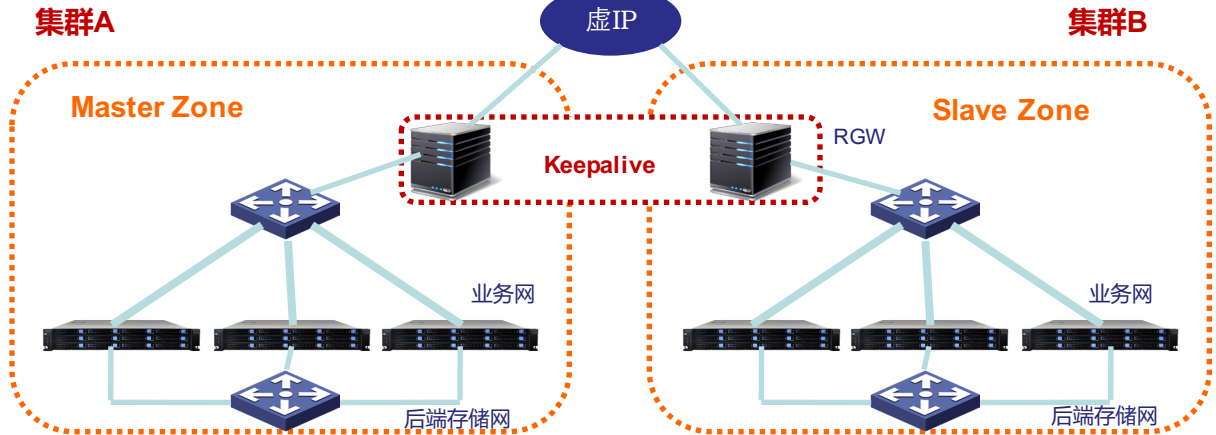 集群A
虚IP
集群B
Master Zone
Slave Zone
RGW
Keepalive
业务网
业务网
后端存储网
后端存储网